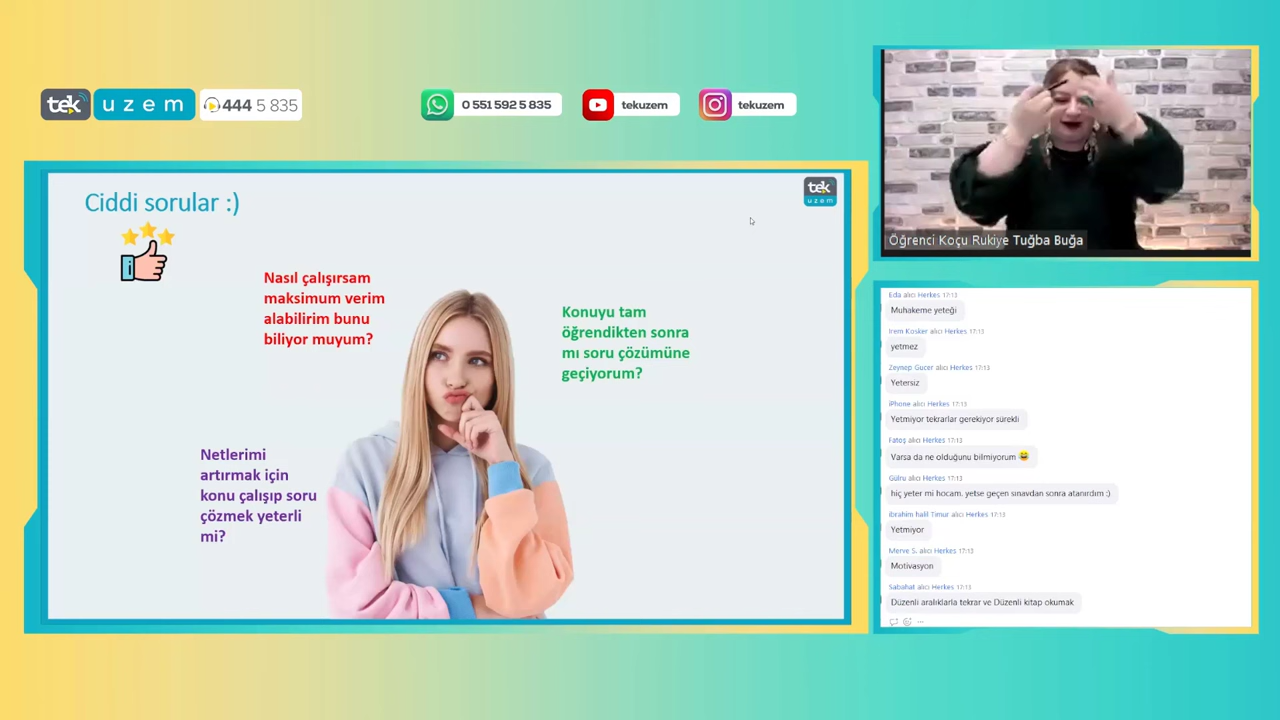 tek uzem 444 5 835
0 551 592 5 835
tekuzem
tekuzem
Ciddi sorular :)
tek
uzem
Nasıl çalışırsam
maksimum verim
alabilirim bunu
biliyor muyum?
Konuyu tam
öğrendikten sonra
mı soru çözümüne
geçiyorum?
Netlerimi
artırmak için
konu çalışıp soru
çözmek yeterli
mi?
Öğrenci Koçu Rukiye Tuğba Buğa
Eda alıcı Herkes 17:13
Muhakeme yeteği
Irem Kosker alıcı Herkes 17:13
yetmez
Zeynep Gucer alıcı Herkes 17:13
Yetersiz
iPhone alıcı Herkes 17:13
Yetmiyor tekrarlar gerekiyor sürekli
Fatoş alıcı Herkes 17:13
Varsa da ne olduğunu bilmiyorum 😄
Gülru alıcı Herkes 17:13
hiç yeter mi hocam. yetse geçen sınavdan sonra atanırdım :)
ibrahim halil Timur alıcı Herkes 17:13
Yetmiyor
Merve S. alıcı Herkes 17:13
Motivasyon
Sabahat alıcı Herkes 17:13
Düzenli aralıklarla tekrar ve Düzenli kitap okumak